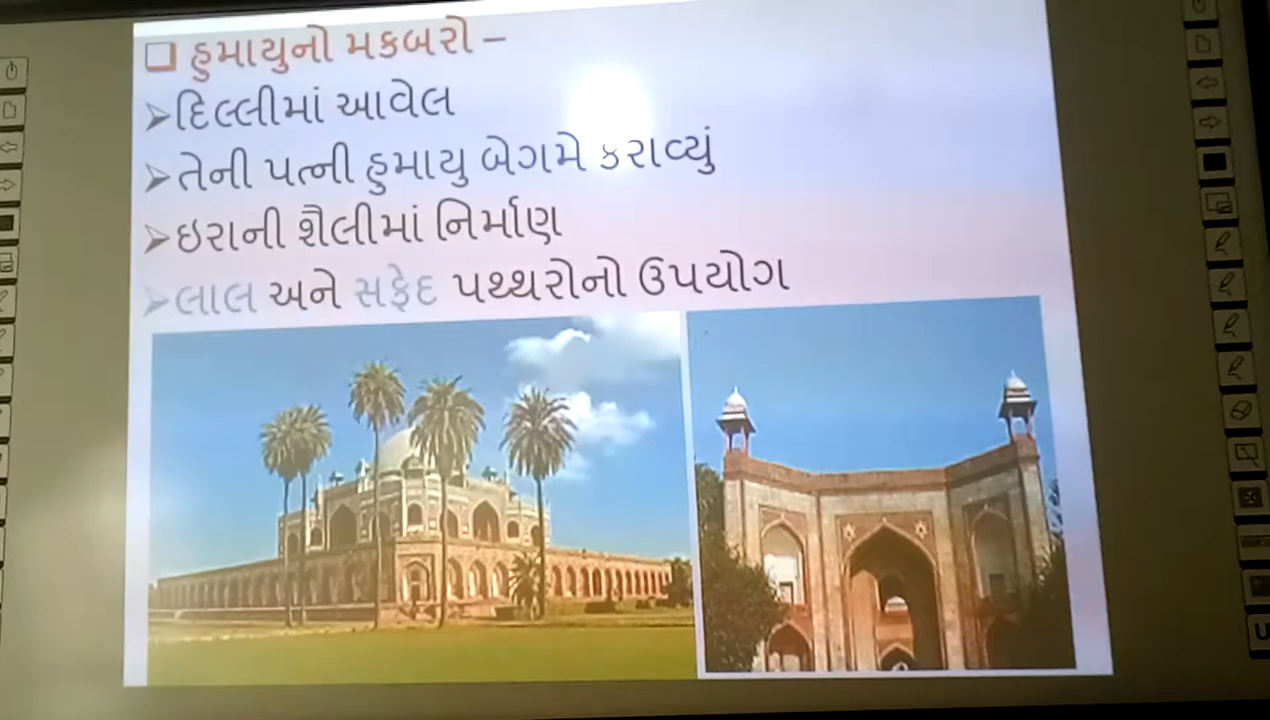 ❑ હુમાયુનો મકબરો –
➢દિલ્લીમાં આવેલ
➢તેની પત્ની હુમાયુ બેગમે કરાવ્યું
➢ઇરાની શૈલીમાં નિર્માણ
➢લાલ અને સફેદ પથ્થરોનો ઉપયોગ